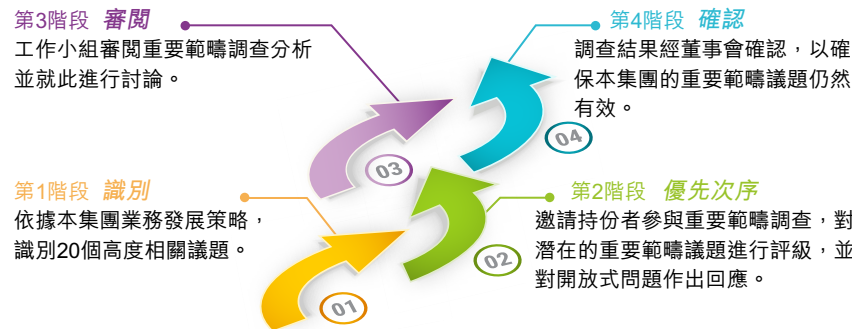 第3階段 審閱
工作小組審閱重要範疇調查分析
並就此進行討論。
第4階段 確認
調查結果經董事會確認，以確
保本集團的重要範疇議題仍然
有效。
03
04
第1階段 識別
依據本集團業務發展策略，
識別20個高度相關議題。
第2階段 優先次序
邀請持份者參與重要範疇調查，對
潛在的重要範疇議題進行評級，並
對開放式問題作出回應。
02
01